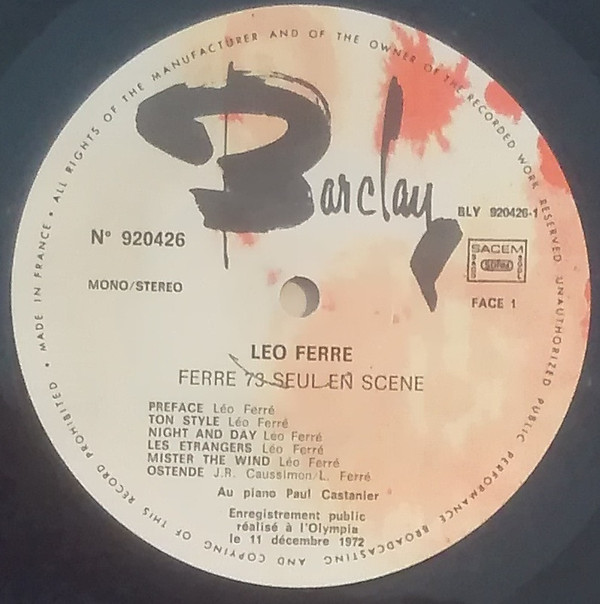 MADE IN FRANCE • ALL RIGHTS OF THE MANUFACTURER AND OF THE OWNER OF THE RECORDED WORK RESERVED UNAUTHORIZED PUBLIC PERFORMANCE BROADCASTING AND COPYING OF THIS RECORD PROHIBITED •
Barclay
BLY 920426-1
N° 920426
SACEM
SACD SDRM SGDL
MONO/STEREO
FACE 1
LEO FERRE
FERRE 73 SEUL EN SCENE
PREFACE Léo Ferré
TON STYLE Léo Ferré
NIGHT AND DAY Léo Ferré
LES ETRANGERS Léo Ferré
MISTER THE WIND Léo Ferré
OSTENDE J.R. Caussimon/L. Ferré
Au piano Paul Castanier
Enregistrement public
réalisé à l'Olympia
le 11 décembre 1972